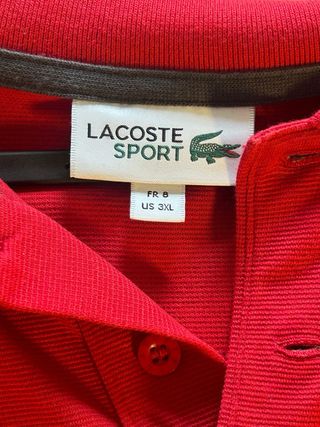 LACOSTE
SPORT
FR 8
US 3XL